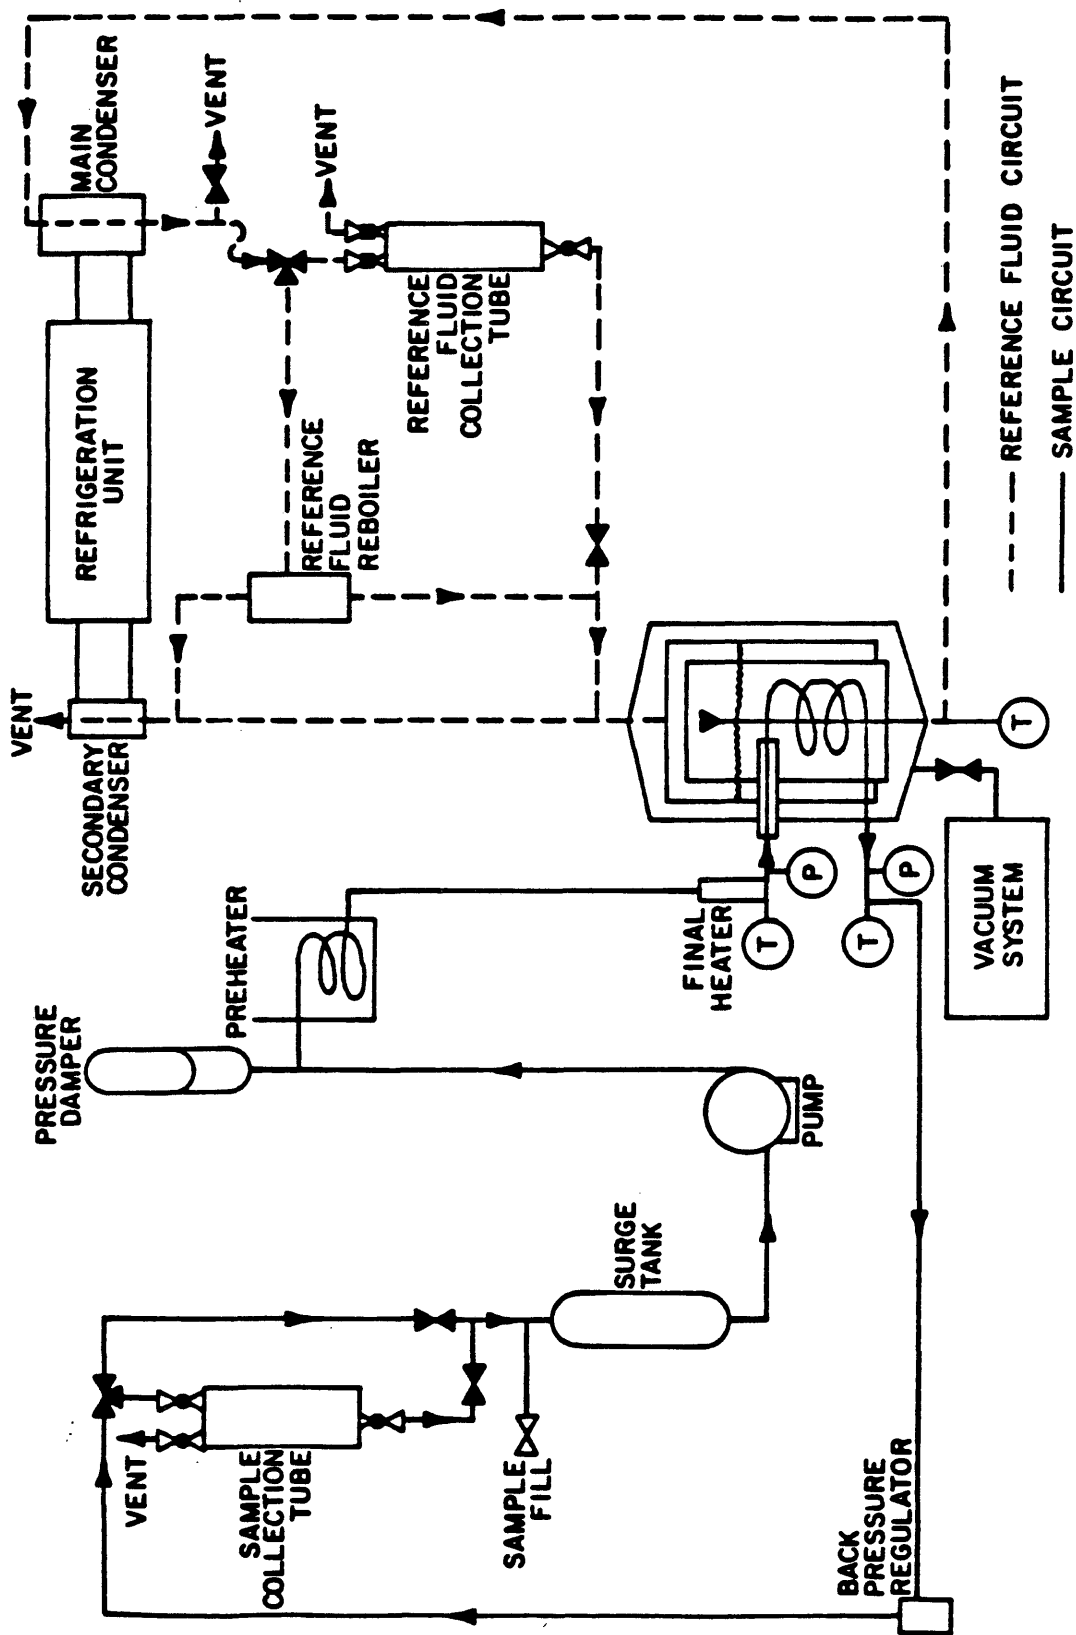 VENT
SECONDARY
CONDENSER
REFRIGERATION
UNIT
MAIN
CONDENSER
VENT
VENT
REFERENCE
FLUID
COLLECTION
TUBE
REFERENCE
FLUID
REBOILER
PRESSURE
DAMPER
PREHEATER
FINAL
HEATER
T
P
T
P
T
VACUUM
SYSTEM
PUMP
SURGE
TANK
VENT
SAMPLE
COLLECTION
TUBE
SAMPLE
FILL
BACK
PRESSURE
REGULATOR
REFERENCE FLUID CIRCUIT
SAMPLE CIRCUIT